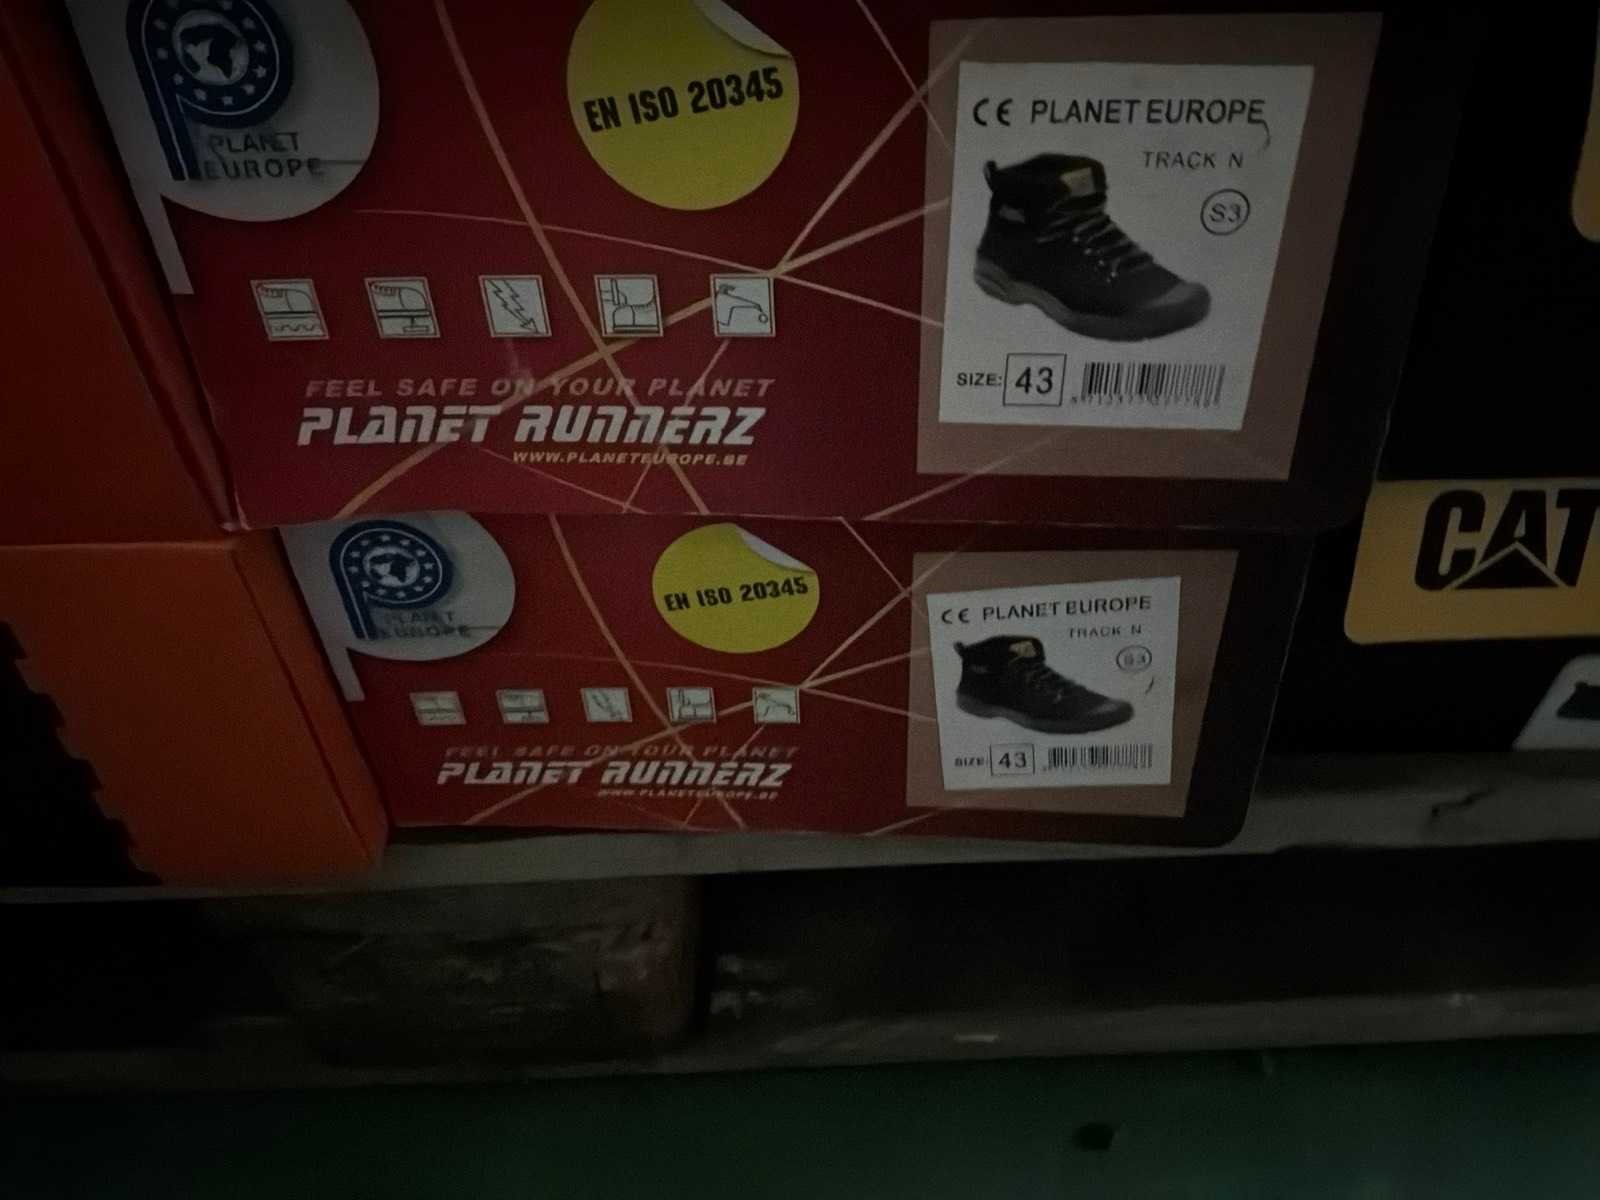 PLANET
EUROPE
EN ISO 20345
CE PLANET EUROPE
TRACK N
S3
SIZE: 43
FEEL SAFE ON YOUR PLANET
PLANET RUNNERZ
WWW.PLANETEUROPE.BE
CAT
PLANET
EUROPE
EN ISO 20345
CE PLANET EUROPE
TRACK N
S3
SIZE: 43
FEEL SAFE ON YOUR PLANET
PLANET RUNNERZ
WWW.PLANETEUROPE.BE